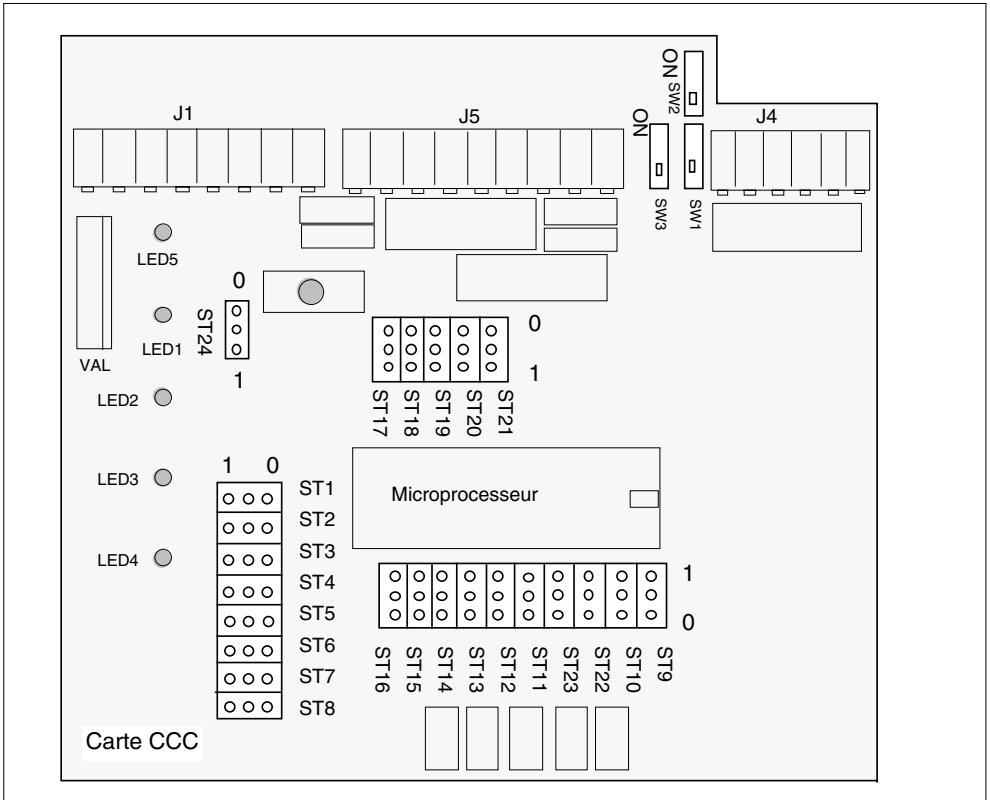 ON
SW2
J1
J5
ON
J4
SW3
SW1
LED5
0
ST24
LED1
VAL
1
0
1
LED2
ST17
ST18
ST19
ST20
ST21
1 0
LED3
ST1
Microprocesseur
ST2
ST3
LED4
ST4
1
ST5
0
ST6
ST7
ST8
ST16
ST15
ST14
ST13
ST12
ST11
ST23
ST22
ST10
ST9
Carte CCC